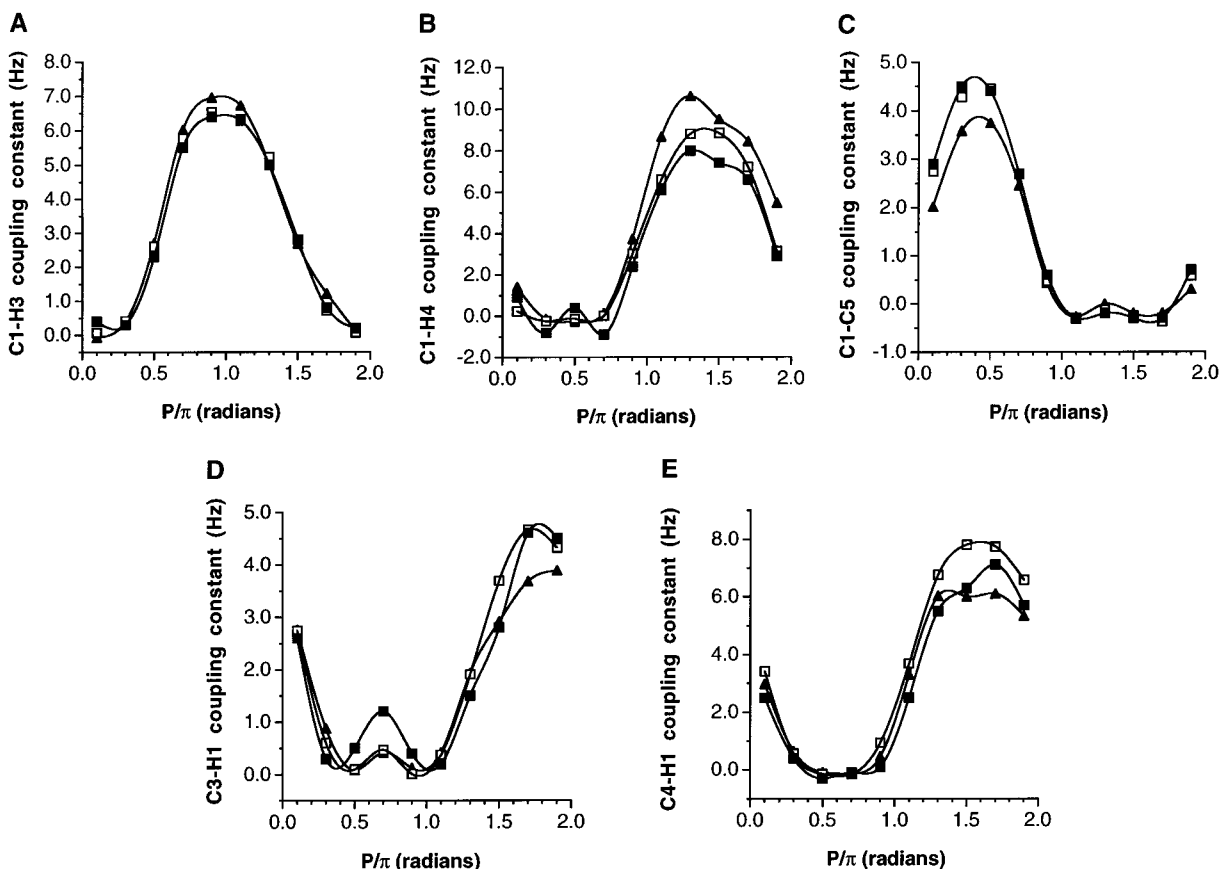 A
C1-H3 coupling constant (Hz)
8.0
7.0
6.0
5.0
4.0
3.0
2.0
1.0
0.0
0.0 0.5 1.0 1.5 2.0
P/π (radians)
B
C1-H4 coupling constant (Hz)
12.0
10.0
8.0
6.0
4.0
2.0
0.0
-2.0
0.0 0.5 1.0 1.5 2.0
P/π (radians)
C
C1-C5 coupling constant (Hz)
5.0
4.0
3.0
2.0
1.0
0.0
-1.0
0.0 0.5 1.0 1.5 2.0
P/π (radians)
D
C3-H1 coupling constant (Hz)
5.0
4.0
3.0
2.0
1.0
0.0
0.0 0.5 1.0 1.5 2.0
P/π (radians)
E
C4-H1 coupling constant (Hz)
8.0
6.0
4.0
2.0
0.0
0.0 0.5 1.0 1.5 2.0
P/π (radians)